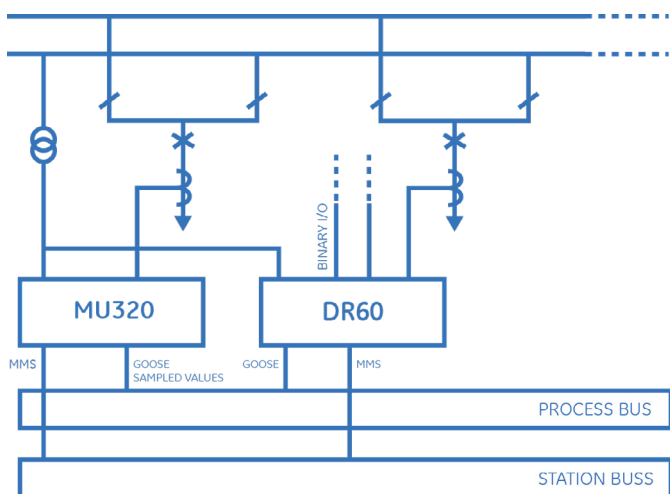 BINARY I/O
MU320
DR60
MMS
GOOSE
SAMPLED VALUES
GOOSE
MMS
PROCESS BUS
STATION BUSS